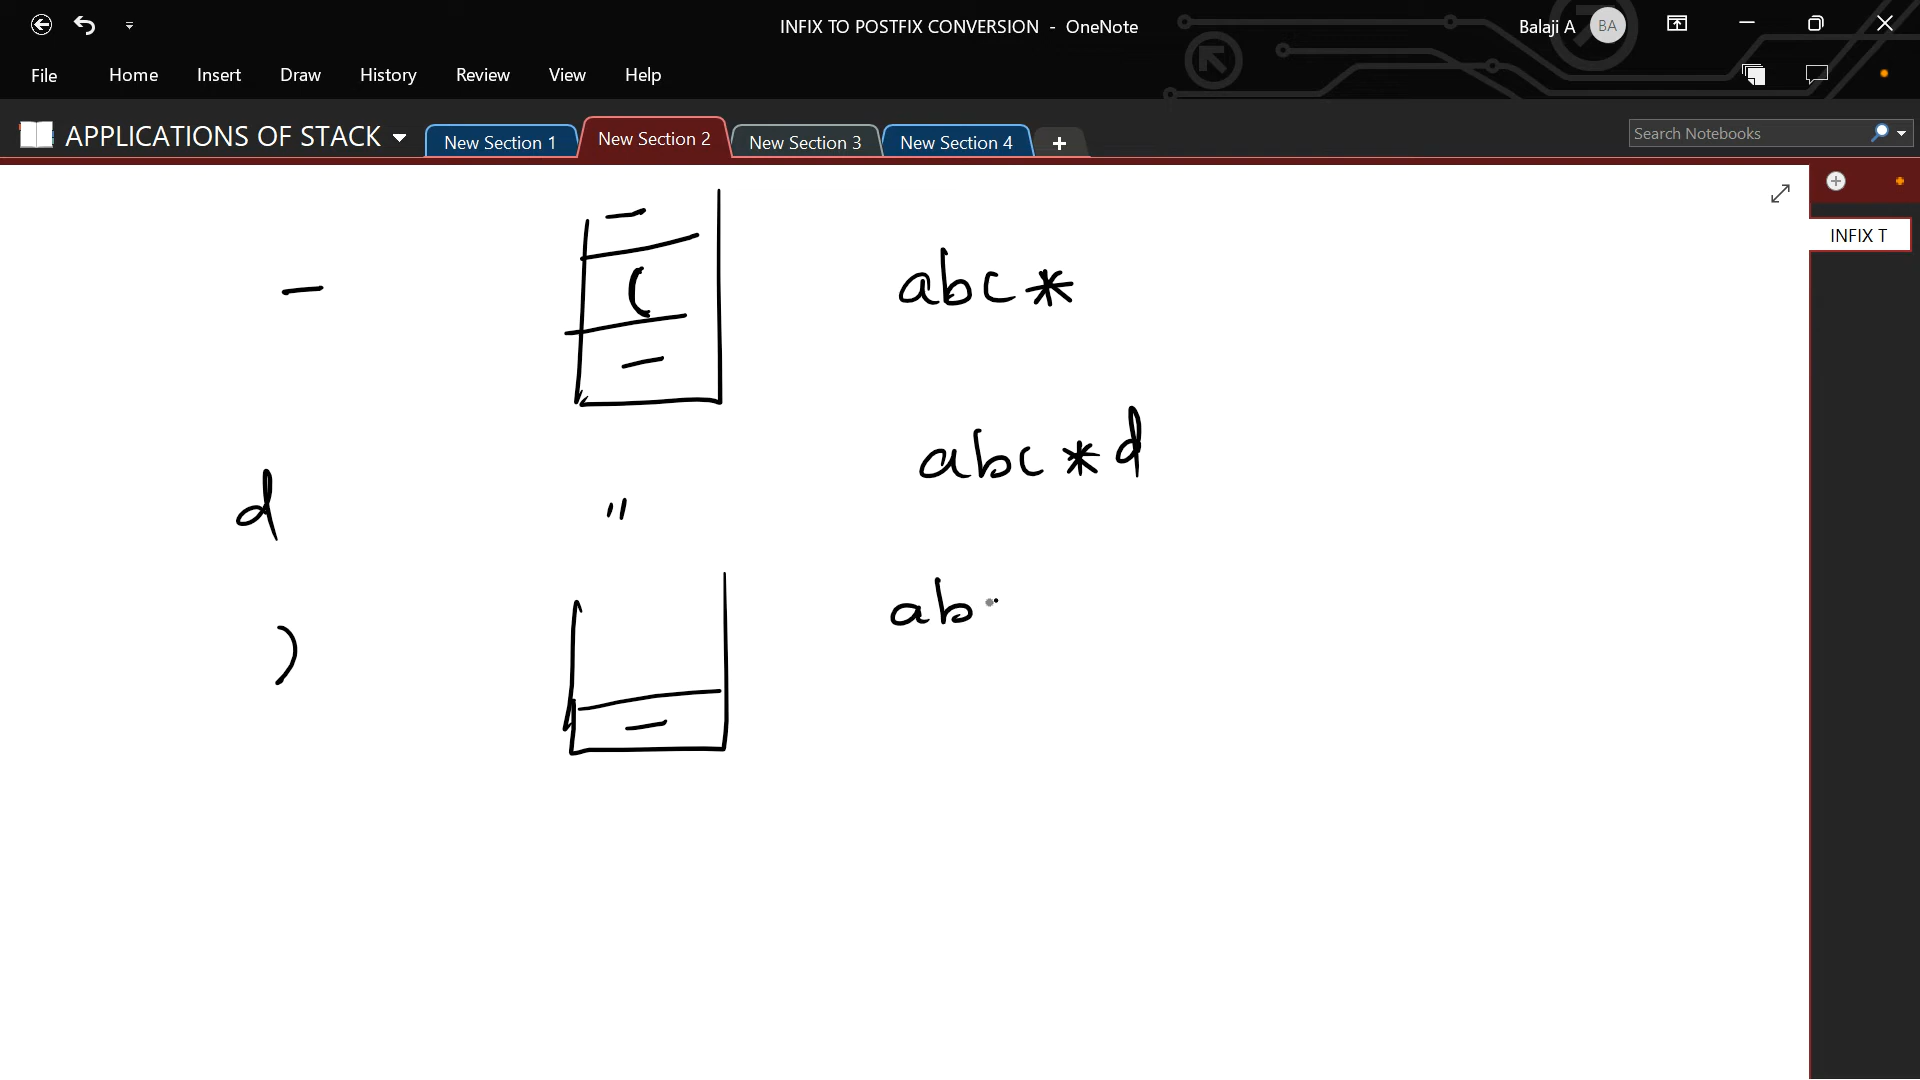 INFIX TO POSTFIX CONVERSION - OneNote
Balaji A
BA
File Home Insert Draw History Review View Help
APPLICATIONS OF STACK
New Section 1
New Section 2
New Section 3
New Section 4
+
Search Notebooks
INFIX T
−
(
− − abc*
d " abc*d
) − ab